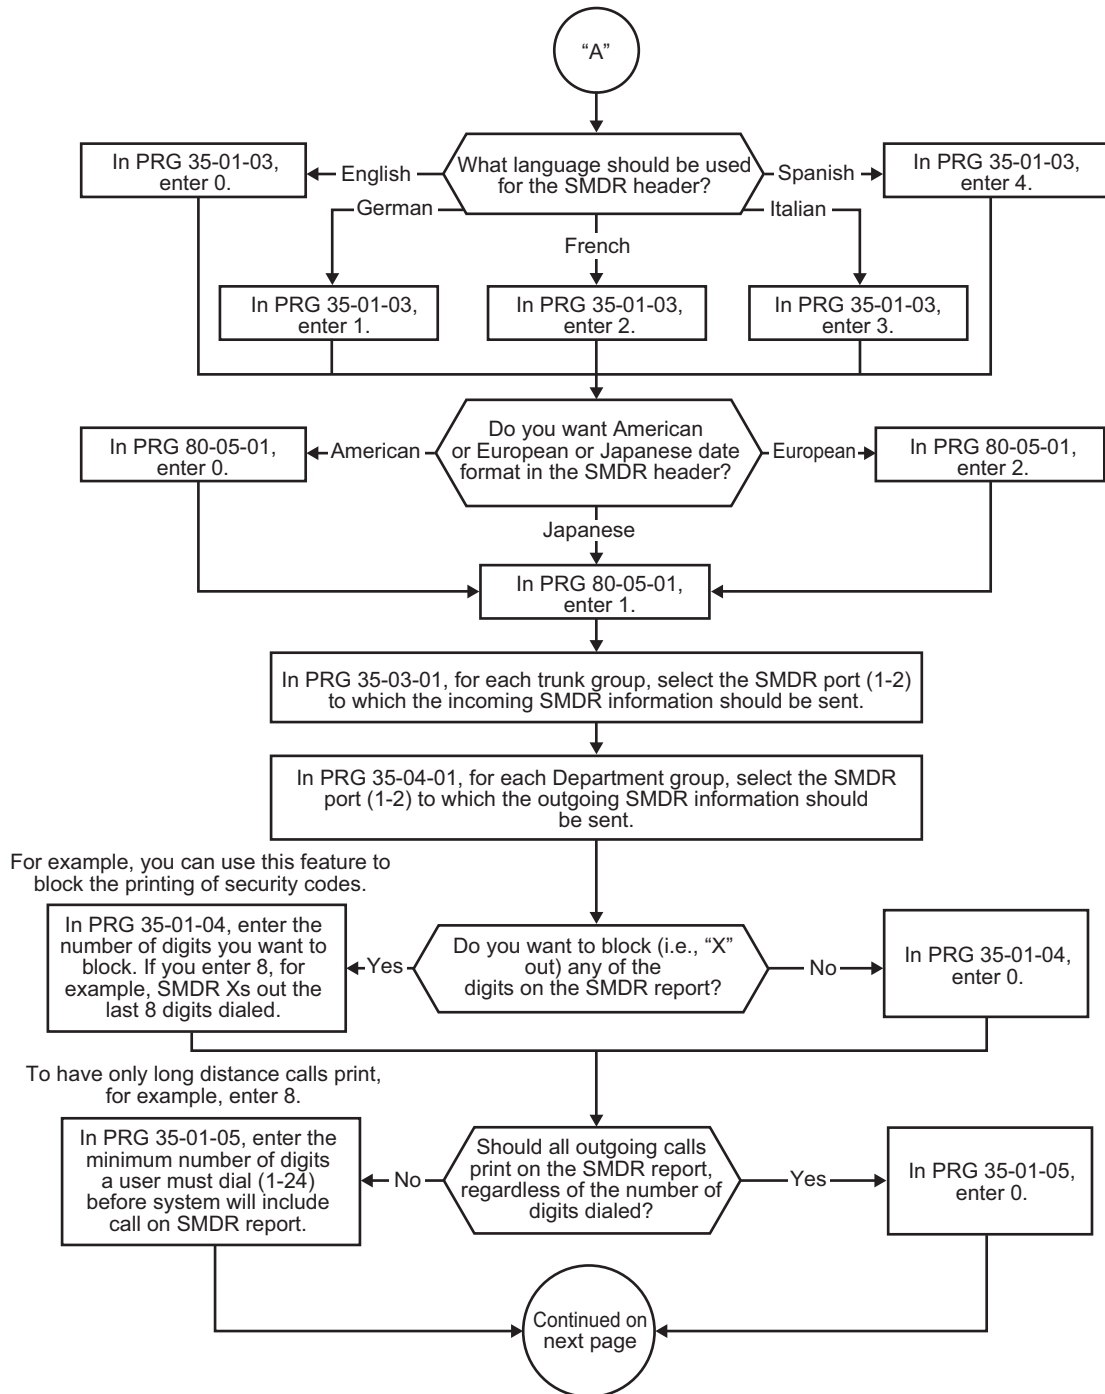 “A”
What language should be used
for the SMDR header?
English
In PRG 35-01-03,
enter 0.
Spanish
In PRG 35-01-03,
enter 4.
German
Italian
French
In PRG 35-01-03,
enter 1.
In PRG 35-01-03,
enter 2.
In PRG 35-01-03,
enter 3.
Do you want American
or European or Japanese date
format in the SMDR header?
American
In PRG 80-05-01,
enter 0.
European
In PRG 80-05-01,
enter 2.
Japanese
In PRG 80-05-01,
enter 1.
In PRG 35-03-01, for each trunk group, select the SMDR port (1-2)
to which the incoming SMDR information should be sent.
In PRG 35-04-01, for each Department group, select the SMDR
port (1-2) to which the outgoing SMDR information should
be sent.
For example, you can use this feature to
block the printing of security codes.
In PRG 35-01-04, enter the
number of digits you want to
block. If you enter 8, for
example, SMDR Xs out the
last 8 digits dialed.
Yes
Do you want to block (i.e., “X”
out) any of the
digits on the SMDR report?
No
In PRG 35-01-04,
enter 0.
To have only long distance calls print,
for example, enter 8.
In PRG 35-01-05, enter the
minimum number of digits
a user must dial (1-24)
before system will include
call on SMDR report.
No
Should all outgoing calls
print on the SMDR report,
regardless of the number of
digits dialed?
Yes
In PRG 35-01-05,
enter 0.
Continued on
next page